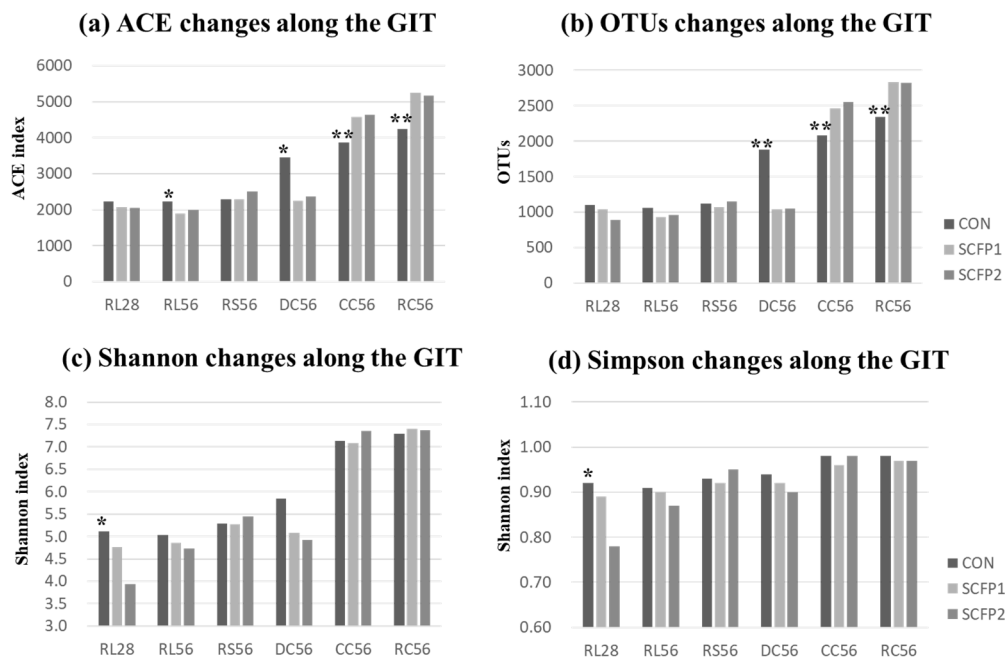 (a) ACE changes along the GIT
6000
5000
4000
3000
2000
1000
0
ACE index
*
*
**
**
RL28 RL56 RS56 DC56 CC56 RC56
(b) OTUs changes along the GIT
3000
2500
2000
1500
1000
500
0
OTUs
**
**
**
RL28 RL56 RS56 DC56 CC56 RC56
CON
SCFP1
SCFP2
(c) Shannon changes along the GIT
8.0
7.5
7.0
6.5
6.0
5.5
5.0
4.5
4.0
3.5
3.0
Shannon index
*
RL28 RL56 RS56 DC56 CC56 RC56
(d) Simpson changes along the GIT
1.10
1.00
0.90
0.80
0.70
0.60
Shannon index
*
RL28 RL56 RS56 DC56 CC56 RC56
CON
SCFP1
SCFP2